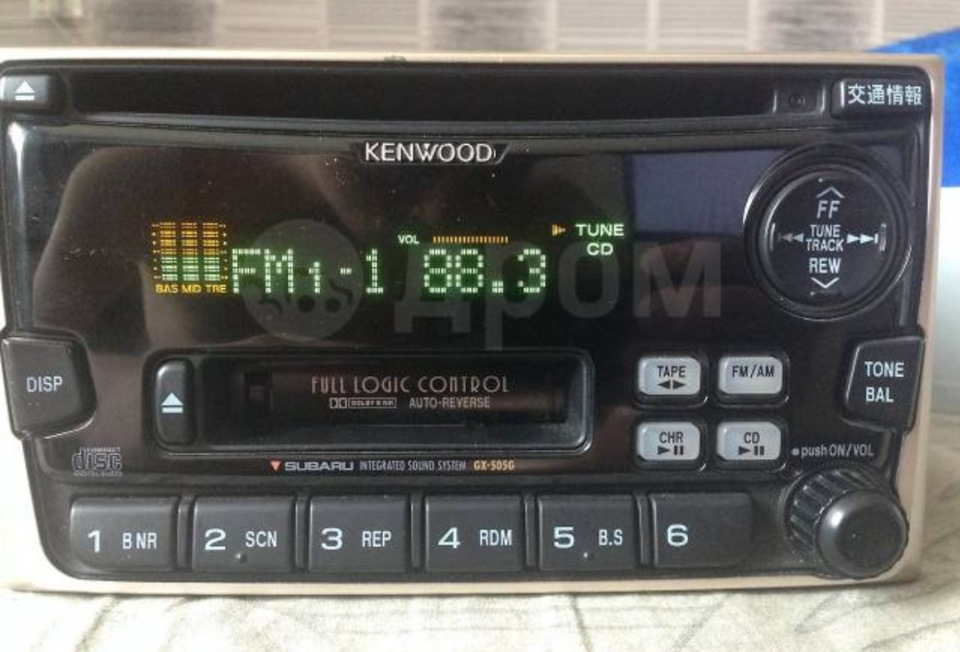 交通情報
KENWOOD
FF
TUNE
TRACK
REW
VOL
TUNE
CD
FM1-1 88.3
BAS MID TRE
дром
DISP
FULL LOGIC CONTROL
DOLBY B NR AUTO-REVERSE
TAPE
FM/AM
TONE
BAL
CHR
CD
push ON/VOL
COMPACT
disc
DIGITAL AUDIO
SUBARU INTEGRATED SOUND SYSTEM GX-505G
1 B NR 2 SCN 3 REP 4 RDM 5 B.S 6